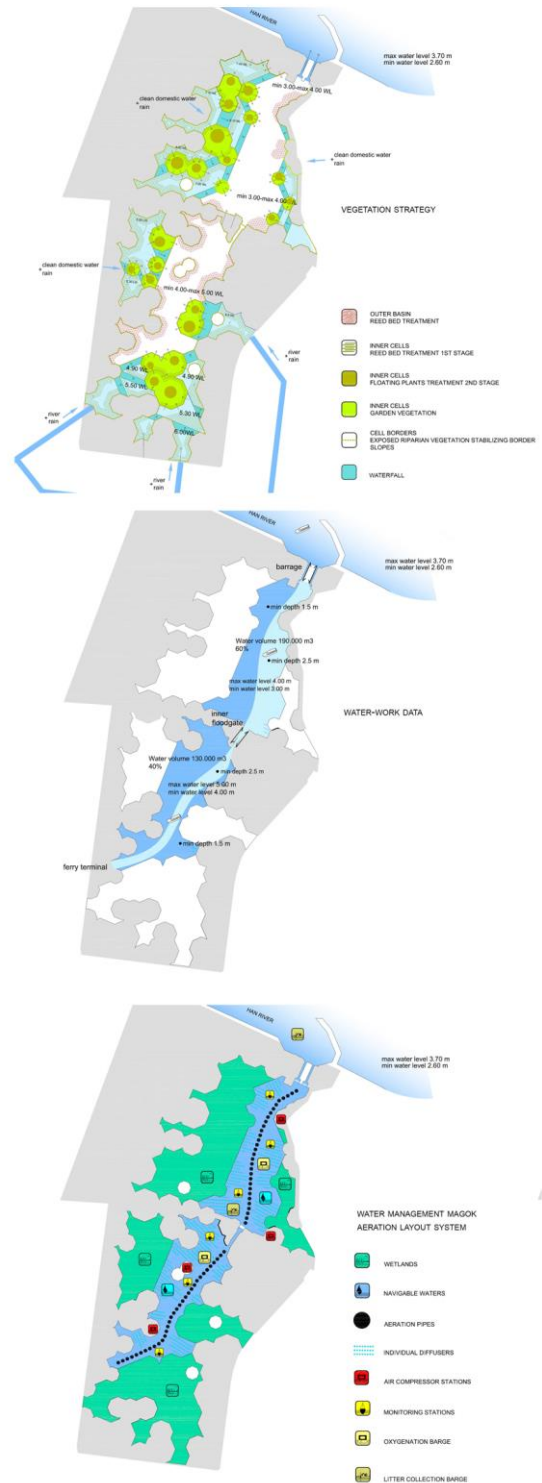 HAN RIVER
max water level 3.70 m
min water level 2.60 m
min 3.00-max 4.00 WL
clean domestic water
rain
clean domestic water
rain
min 3.00-max 4.00
VEGETATION STRATEGY
clean domestic water
rain
min 4.00-max 5.00 WL
OUTER BASIN
REED BED TREATMENT
INNER CELLS
REED BED TREATMENT 1ST STAGE
INNER CELLS
FLOATING PLANTS TREATMENT 2ND STAGE
INNER CELLS
GARDEN VEGETATION
CELL BORDERS
EXPOSED RIPARIAN VEGETATION STABILIZING BORDER
SLOPES
WATERFALL
river
rain
4.90 WL
4.90 WL
5.50 WL
5.30 WL
river
rain
river
rain
HAN RIVER
max water level 3.70 m
min water level 2.60 m
barrage
min depth 1.5 m
Water volume 190.000 m3
60%
min depth 2.5 m
max water level 4.00 m
min water level 3.00 m
inner
floodgate
WATER-WORK DATA
Water volume 130.000 m3
40%
min depth 2.5 m
max water level 5.00 m
min water level 4.00 m
min depth 1.5 m
ferry terminal
HAN RIVER
max water level 3.70 m
min water level 2.60 m
WATER MANAGEMENT MAGOK
AERATION LAYOUT SYSTEM
WETLANDS
NAVIGABLE WATERS
AERATION PIPES
INDIVIDUAL DIFFUSERS
AIR COMPRESSOR STATIONS
MONITORING STATIONS
OXYGENATION BARGE
LITTER COLLECTION BARGE